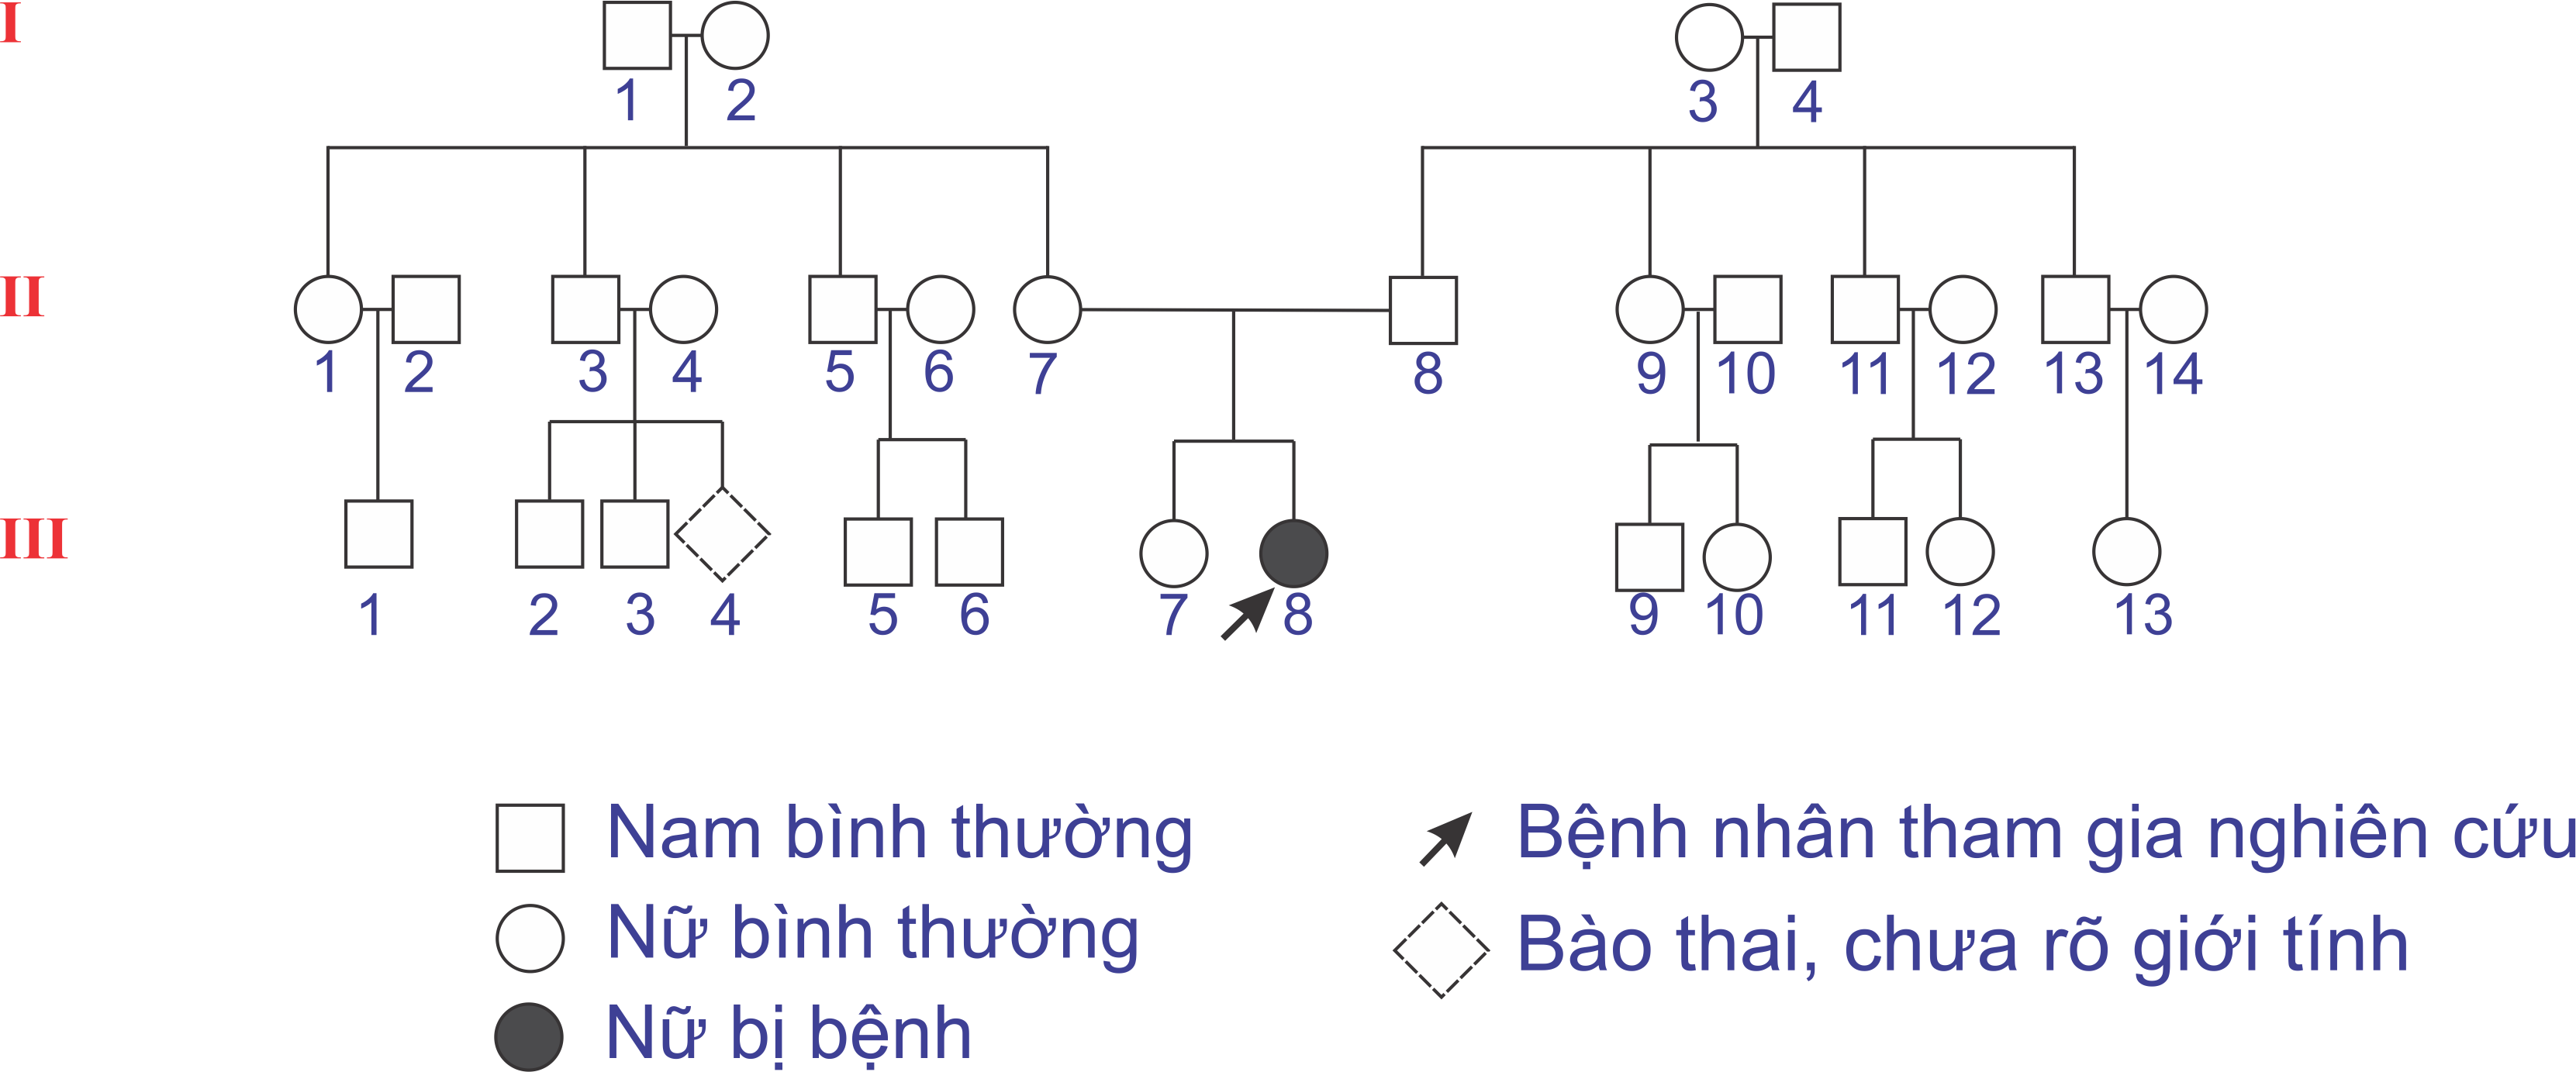 I
1 2 3 4
II
1 2 3 4 5 6 7 8 9 10 11 12 13 14
III
1 2 3 4 5 6 7 8 9 10 11 12 13
Nam bình thường
Nữ bình thường
Nữ bị bệnh
Bệnh nhân tham gia nghiên cứu
Bào thai, chưa rõ giới tính